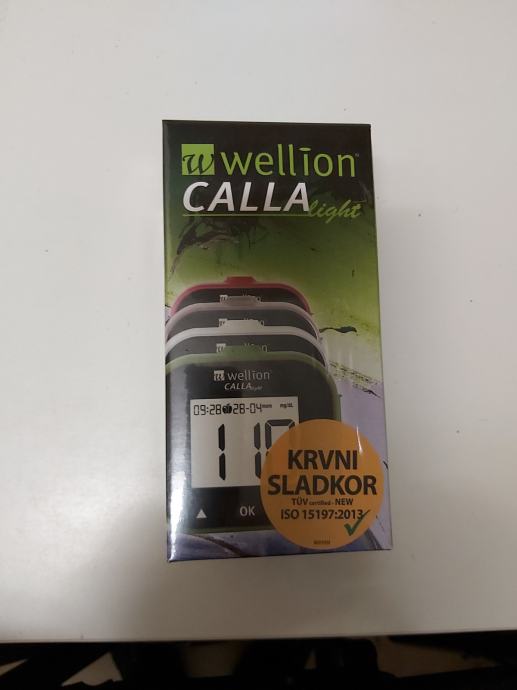 w wellion
CALLA light
wellion
wellion
wellion
w wellion
CALLA light
09:28 28-04 mg/dL
KRVNI
SLADKOR
TÜV certified - NEW
ISO 15197:2013
OK